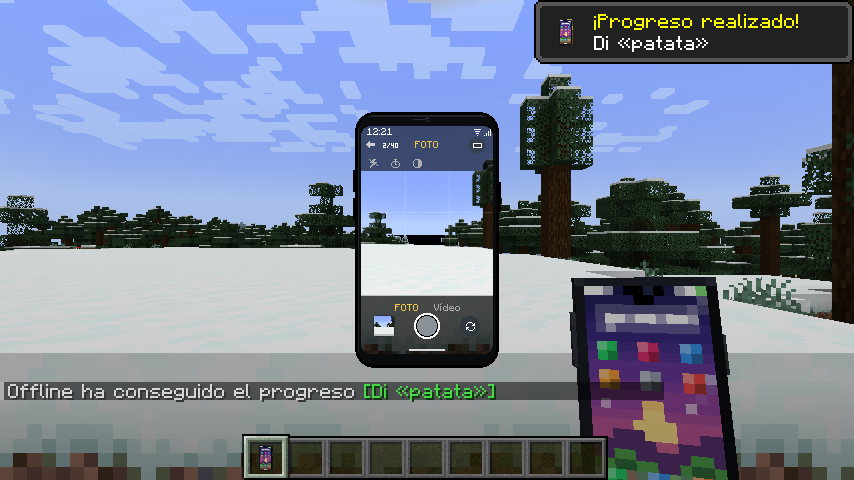 ¡Progreso realizado!
Di «patata»
12:21
2/40 FOTO
FOTO Vídeo
Offline ha conseguido el progreso [Di «patata»]